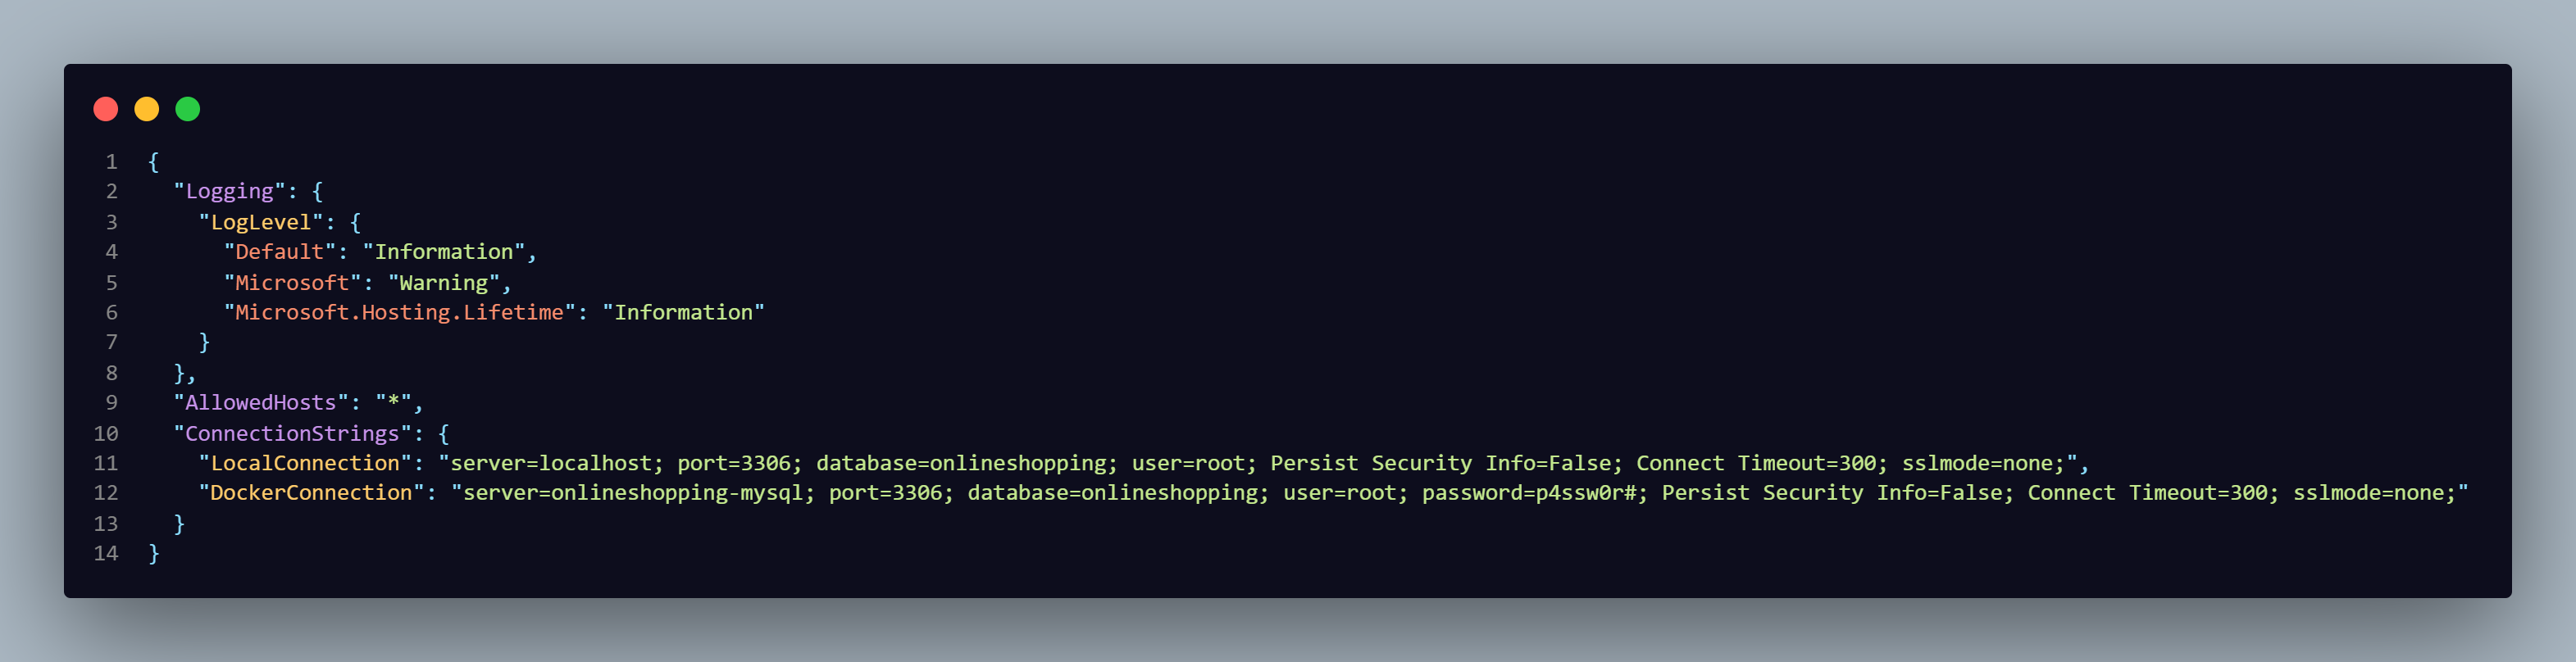 1 {
2   "Logging": {
3     "LogLevel": {
4       "Default": "Information",
5       "Microsoft": "Warning",
6       "Microsoft.Hosting.Lifetime": "Information"
7     }
8   },
9   "AllowedHosts": "*",
10   "ConnectionStrings": {
11     "LocalConnection": "server=localhost; port=3306; database=onlineshopping; user=root; Persist Security Info=False; Connect Timeout=300; sslmode=none;",
12     "DockerConnection": "server=onlineshopping-mysql; port=3306; database=onlineshopping; user=root; password=p4ssw0r#; Persist Security Info=False; Connect Timeout=300; sslmode=none;"
13   }
14 }